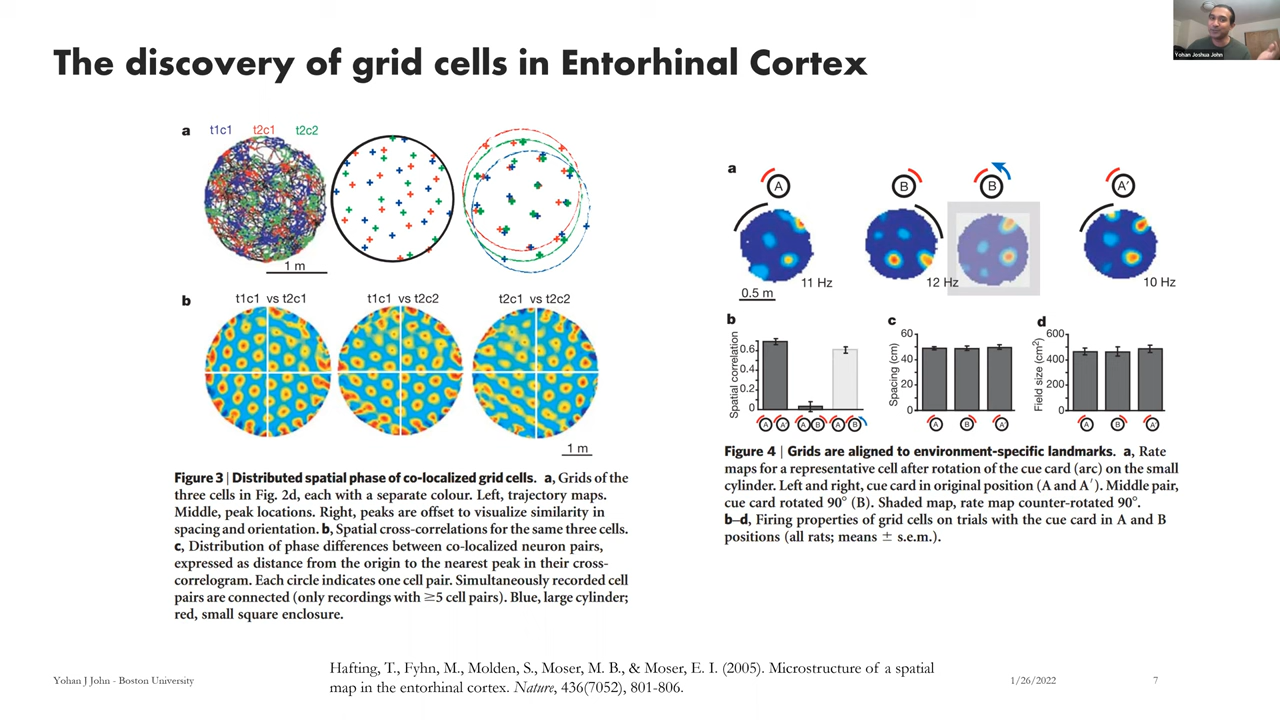 The discovery of grid cells in Entorhinal Cortex
Yohan Joshua John
a
t1c1 t2c1 t2c2
1 m
b
t1c1 vs t2c1 t1c1 vs t2c2 t2c1 vs t2c2
1 m
Figure 3 | Distributed spatial phase of co-localized grid cells. a, Grids of the
three cells in Fig. 2d, each with a separate colour. Left, trajectory maps.
Middle, peak locations. Right, peaks are offset to visualize similarity in
spacing and orientation. b, Spatial cross-correlations for the same three cells.
c, Distribution of phase differences between co-localized neuron pairs,
expressed as distance from the origin to the nearest peak in their cross-
correlogram. Each circle indicates one cell pair. Simultaneously recorded cell
pairs are connected (only recordings with ≥5 cell pairs). Blue, large cylinder;
red, small square enclosure.
a
A B B A′
11 Hz 12 Hz 10 Hz
0.5 m
b
Spatial correlation
0.6
0.4
0.2
0
A A A B A B
c
Spacing (cm)
60
40
20
0
A B A′
d
Field size (cm²)
600
400
200
0
A B A′
Figure 4 | Grids are aligned to environment-specific landmarks. a, Rate
maps for a representative cell after rotation of the cue card (arc) on the small
cylinder. Left and right, cue card in original position (A and A′). Middle pair,
cue card rotated 90° (B). Shaded map, rate map counter-rotated 90°.
b–d, Firing properties of grid cells on trials with the cue card in A and B
positions (all rats; means ± s.e.m.).
Hafting, T., Fyhn, M., Molden, S., Moser, M. B., & Moser, E. I. (2005). Microstructure of a spatial
map in the entorhinal cortex. Nature, 436(7052), 801-806.
Yohan J John - Boston University
1/26/2022
7